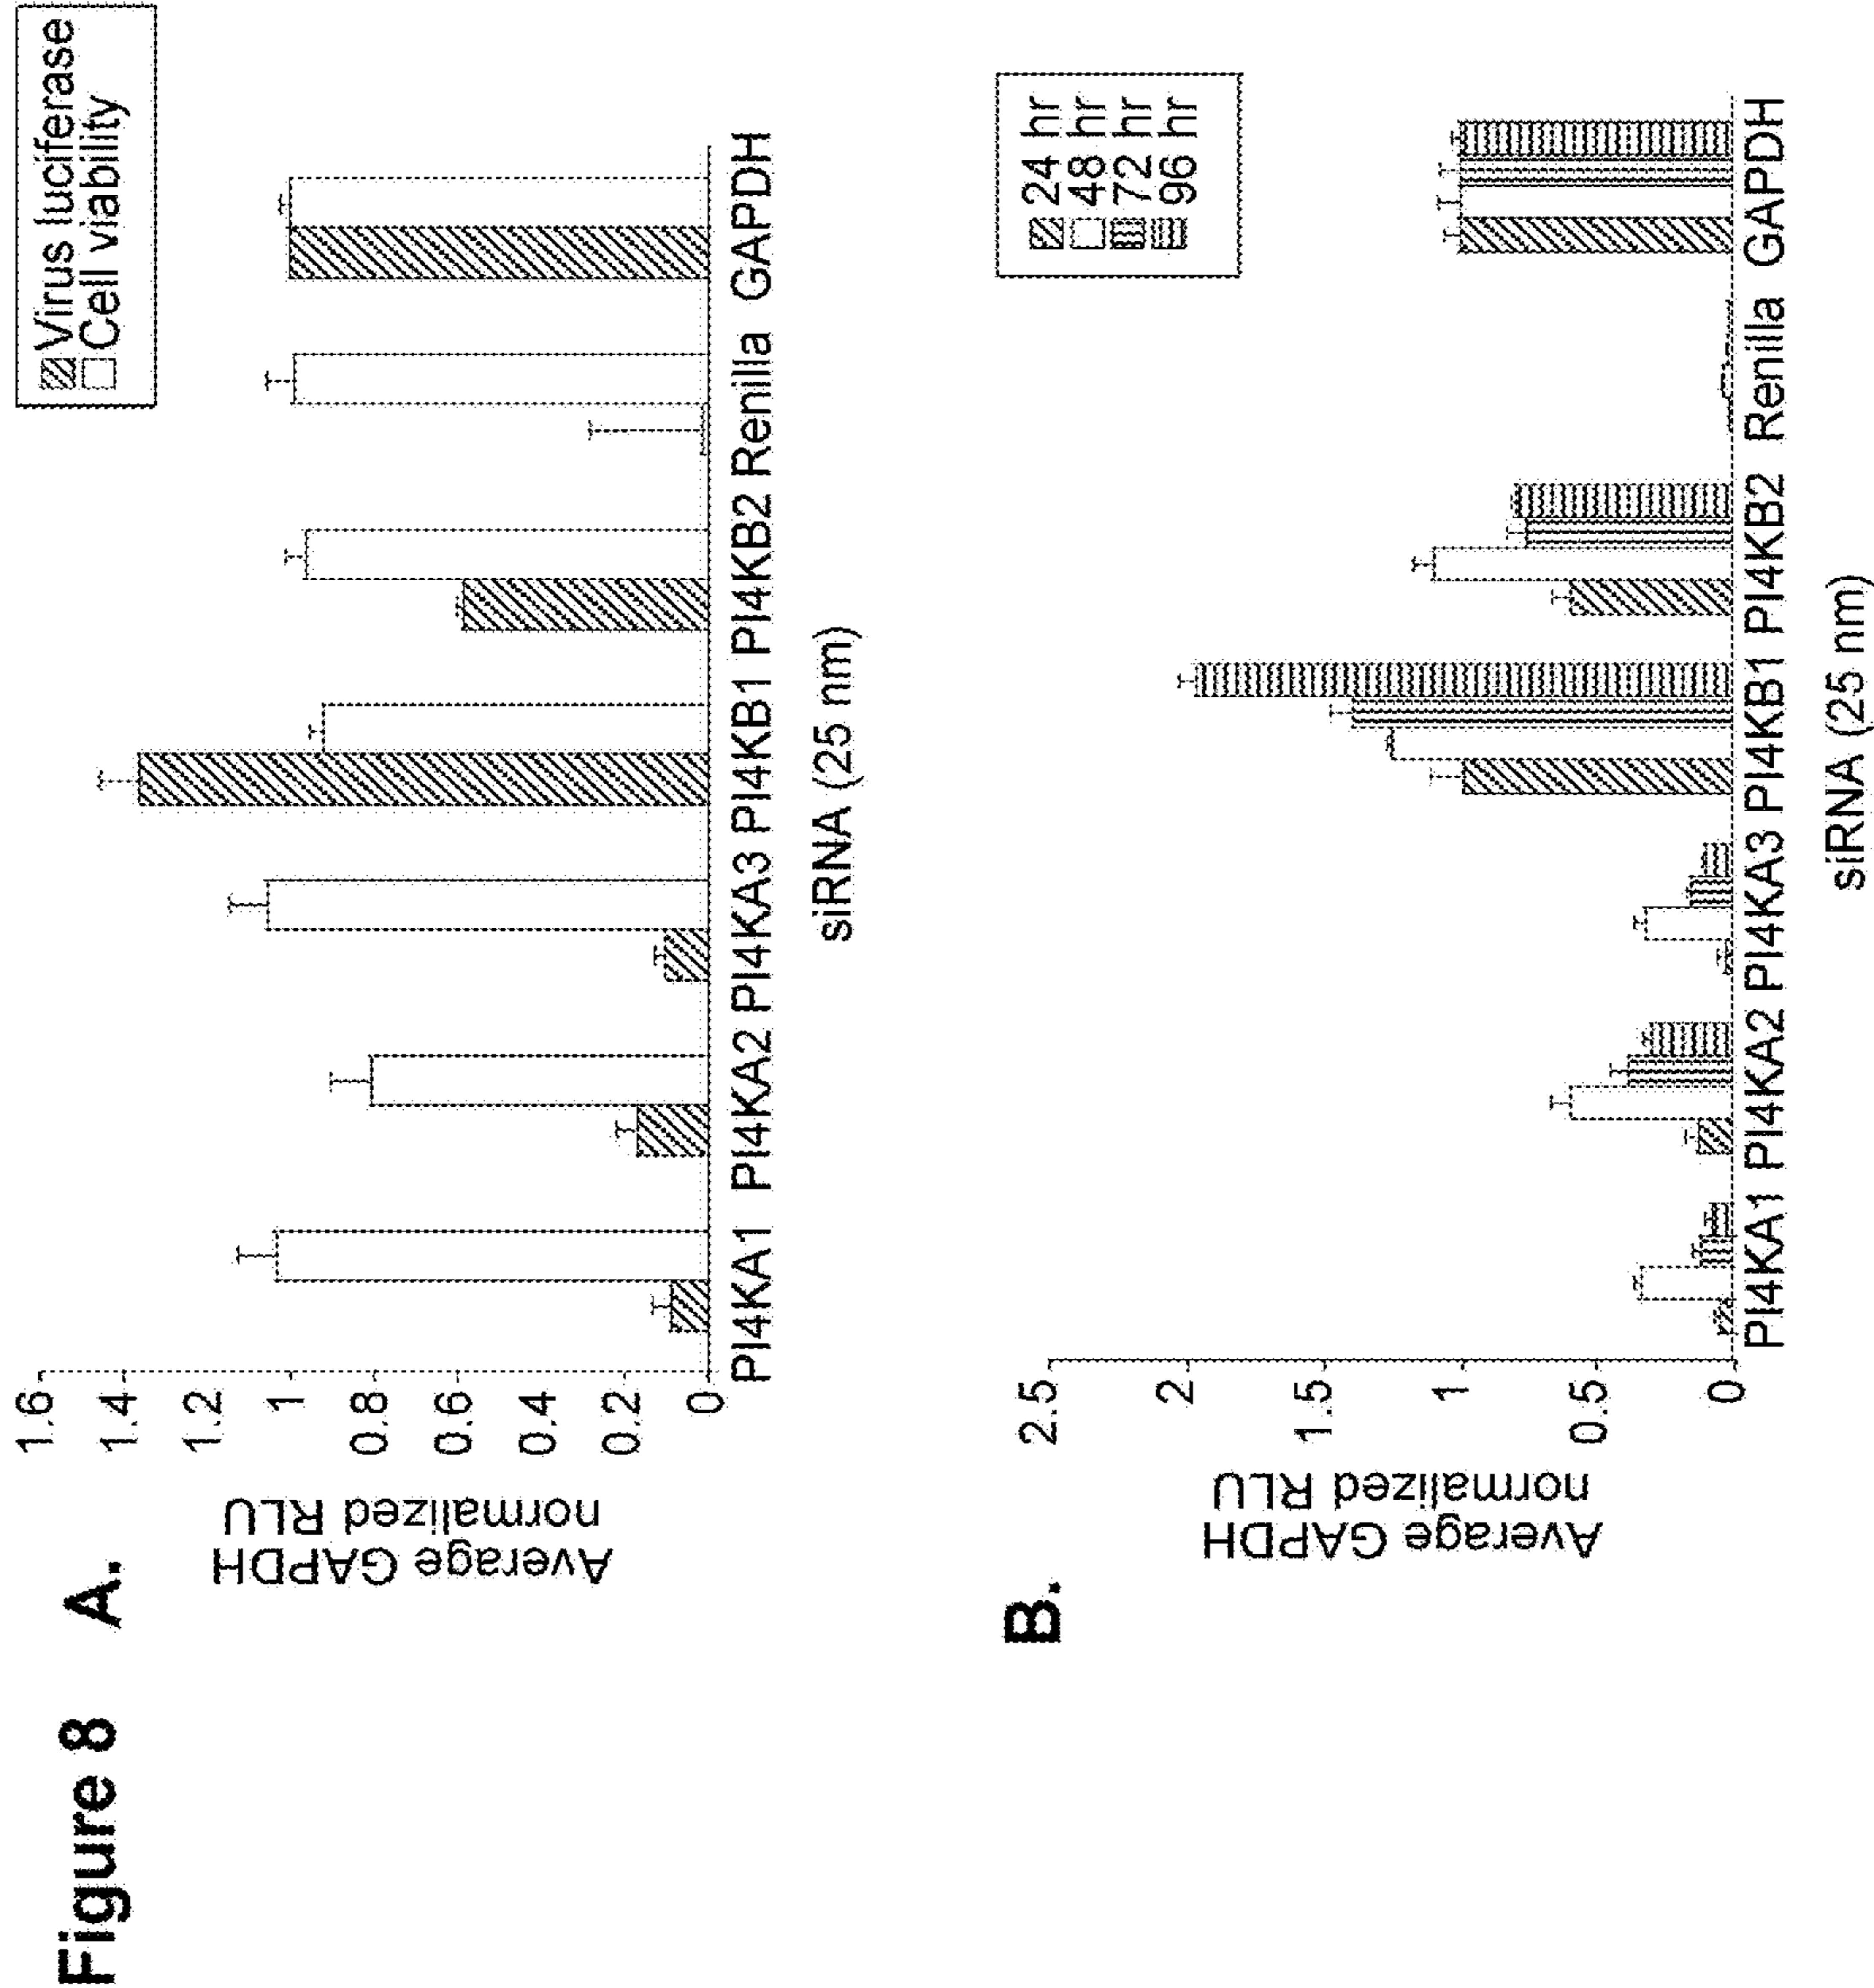 Figure 8
A.
Virus luciferase
Cell viability
Average GAPDH
normalized RLU
1.6
1.4
1.2
1
0.8
0.6
0.4
0.2
0
PI4KA1 PI4KA2 PI4KA3 PI4KB1 PI4KB2 Renilla GAPDH
siRNA (25 nm)
B.
24 hr
48 hr
72 hr
96 hr
Average GAPDH
normalized RLU
2.5
2
1.5
1
0.5
0
PI4KA1 PI4KA2 PI4KA3 PI4KB1 PI4KB2 Renilla GAPDH
siRNA (25 nm)